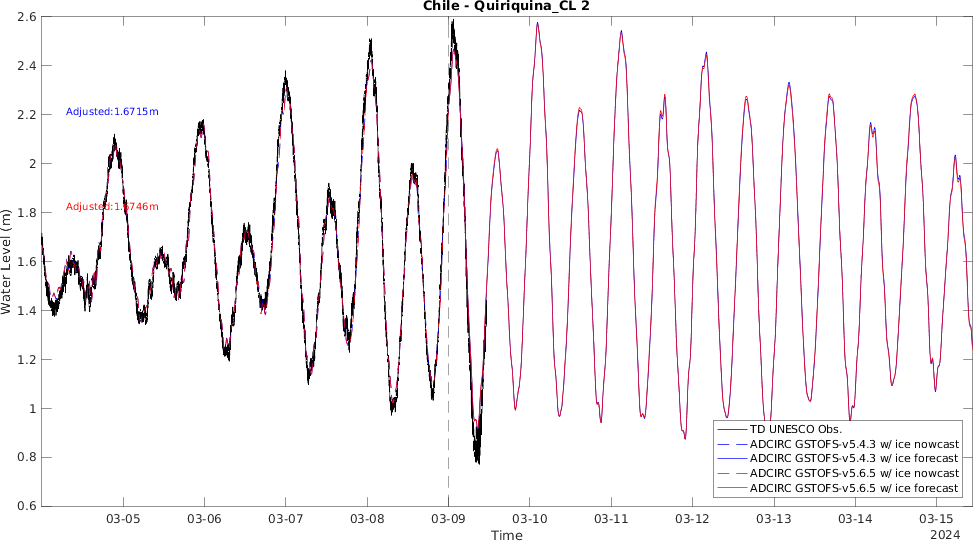 Chile - Quiriquina_CL 2
2.6
2.4
2.2
2
1.8
1.6
1.4
1.2
1
0.8
0.6
Water Level (m)
Adjusted:1.6715m
Adjusted:1.6746m
TD UNESCO Obs.
ADCIRC GSTOFS-v5.4.3 w/ ice nowcast
ADCIRC GSTOFS-v5.4.3 w/ ice forecast
ADCIRC GSTOFS-v5.6.5 w/ ice nowcast
ADCIRC GSTOFS-v5.6.5 w/ ice forecast
03-05 03-06 03-07 03-08 03-09 03-10 03-11 03-12 03-13 03-14 03-15
Time
2024